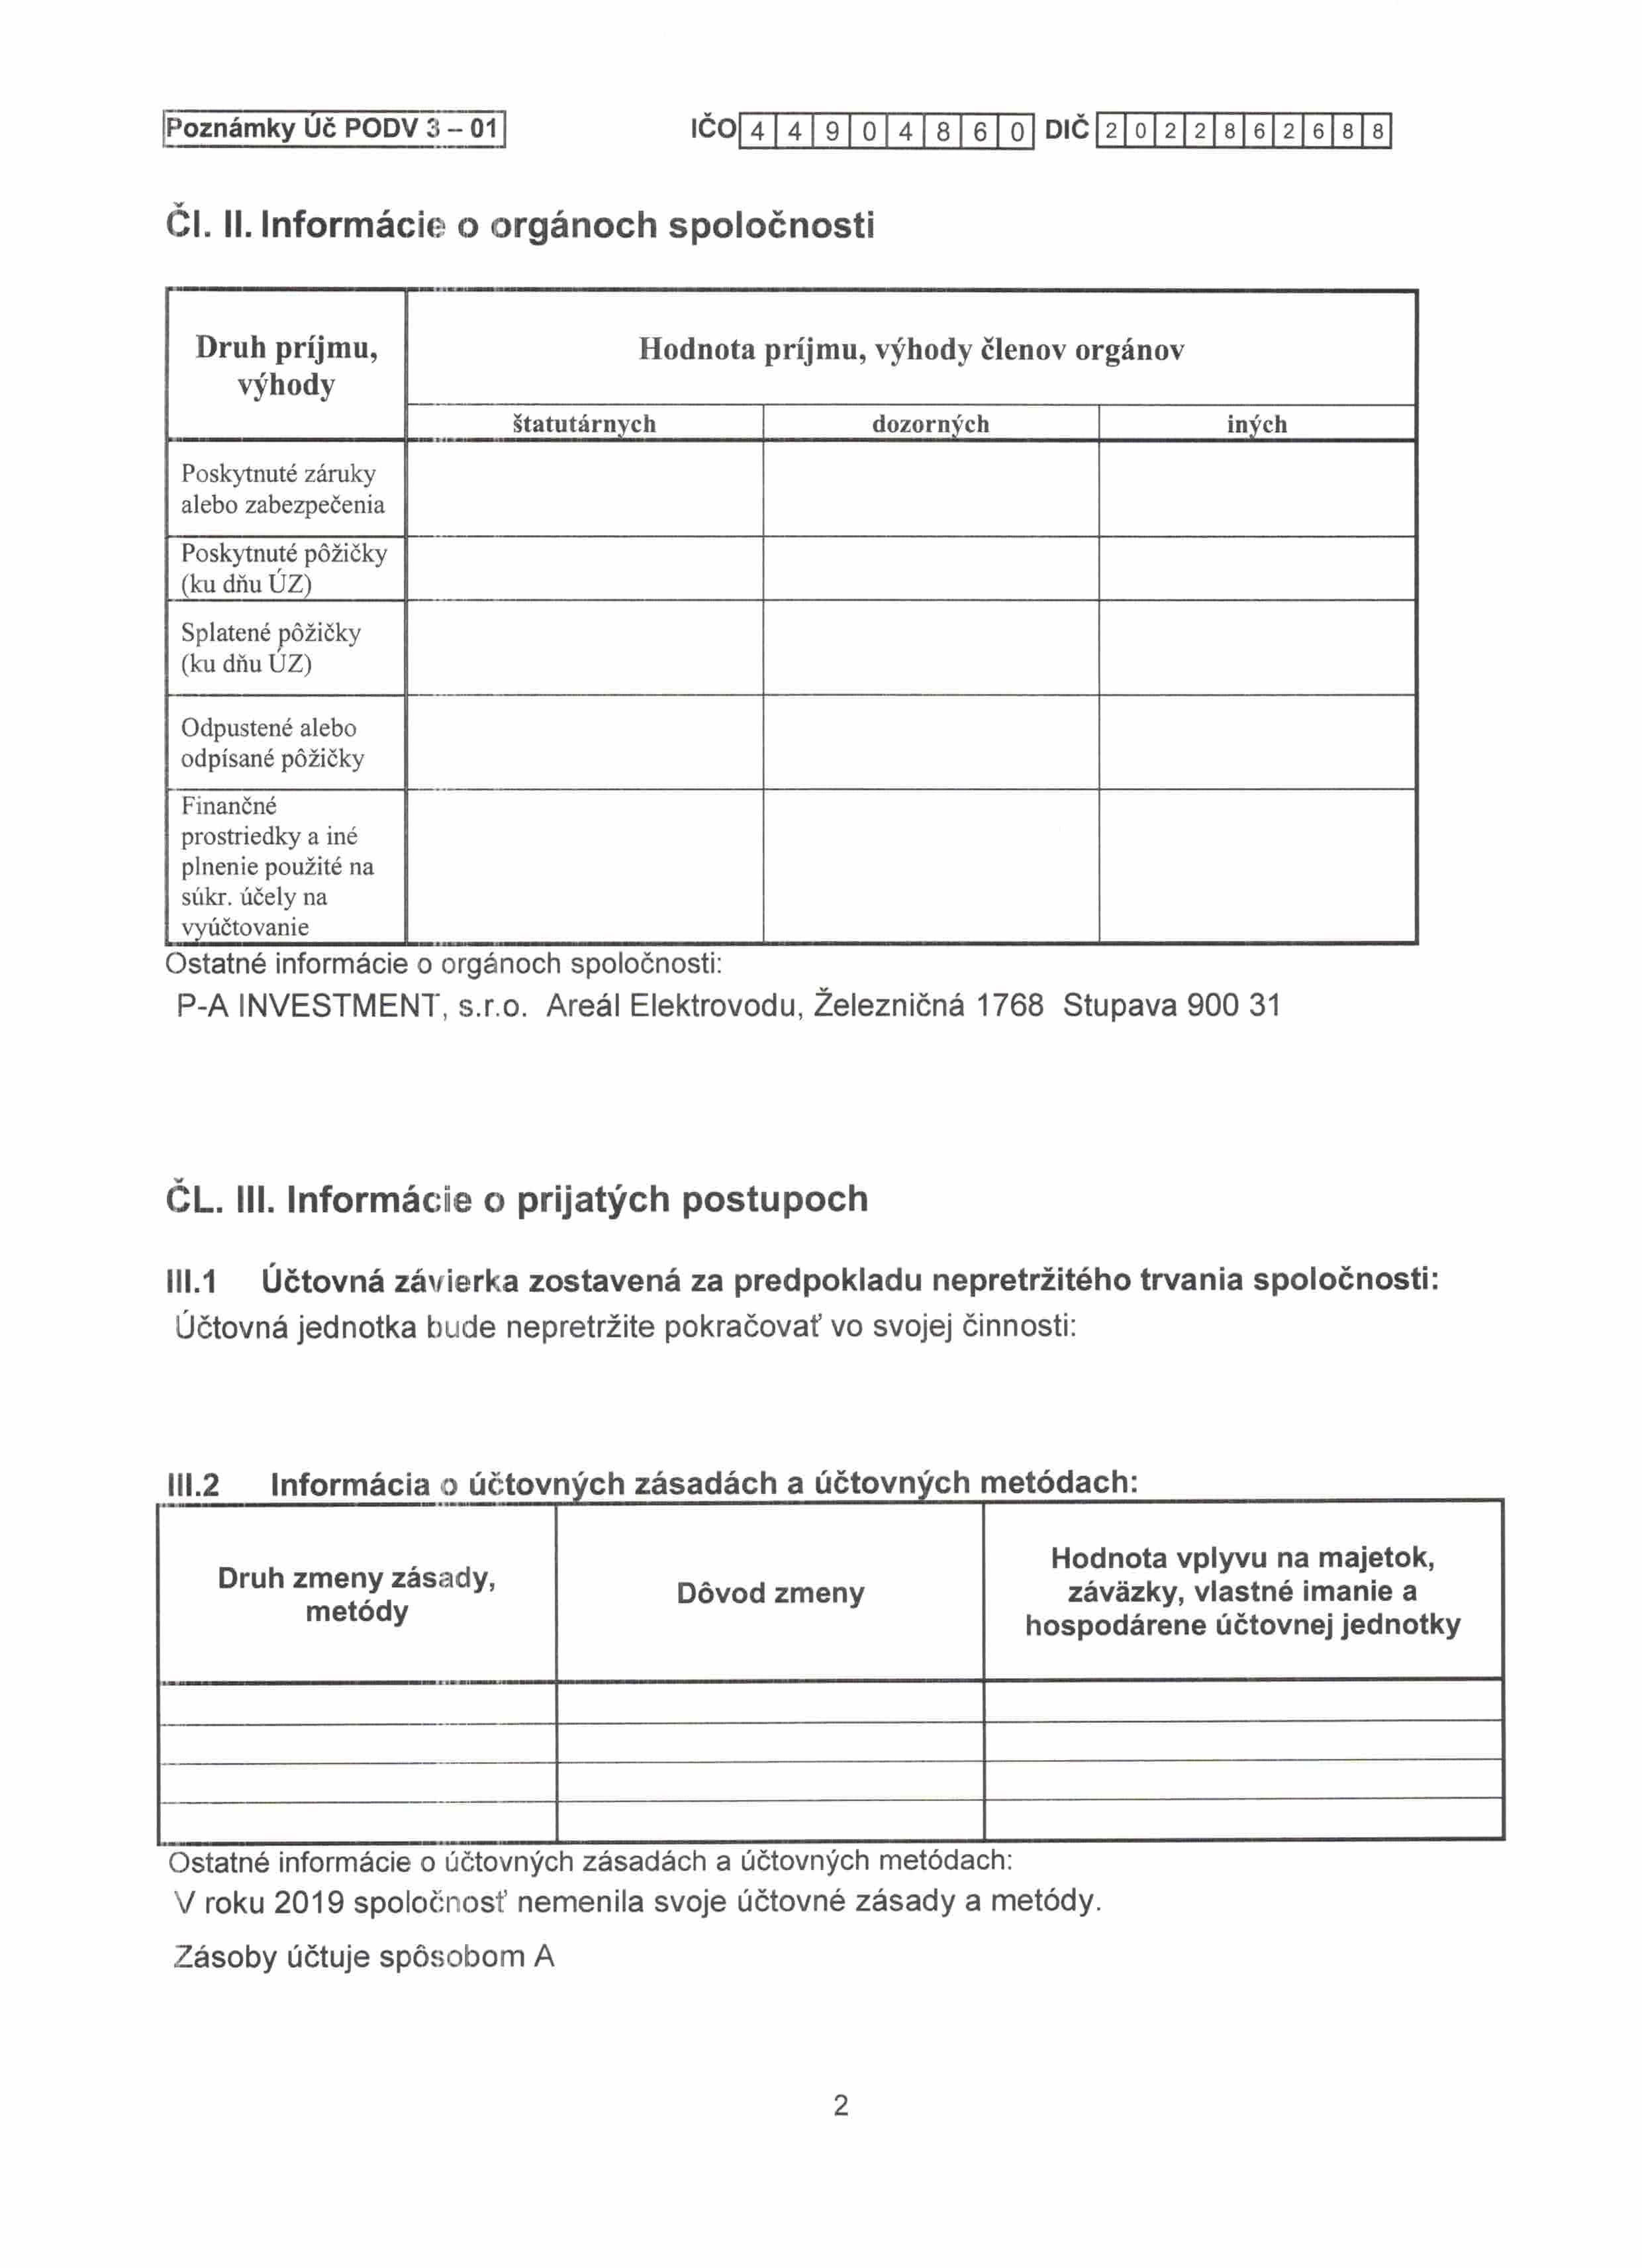 Poznámky Úč PODV 3 – 01 IČO 4 4 9 0 4 8 6 0 DIČ 2 0 2 2 8 6 2 6 8 8
Čl. II. Informácie o orgánoch spoločnosti
Druh príjmu,
výhody
Hodnota príjmu, výhody členov orgánov
štatutárnych dozorných iných
Poskytnuté záruky
alebo zabezpečenia
Poskytnuté pôžičky
(ku dňu ÚZ)
Splatené pôžičky
(ku dňu ÚZ)
Odpustené alebo
odpísané pôžičky
Finančné
prostriedky a iné
plnenie použité na
súkr. účely na
vyúčtovanie
Ostatné informácie o orgánoch spoločnosti:
P-A INVESTMENT, s.r.o. Areál Elektrovodu, Železničná 1768 Stupava 900 31
ČL. III. Informácie o prijatých postupoch
III.1 Účtovná závierka zostavená za predpokladu nepretržitého trvania spoločnosti:
Účtovná jednotka bude nepretržite pokračovať vo svojej činnosti:
III.2 Informácia o účtovných zásadách a účtovných metódach:
Druh zmeny zásady,
metódy
Dôvod zmeny
Hodnota vplyvu na majetok,
záväzky, vlastné imanie a
hospodárene účtovnej jednotky
Ostatné informácie o účtovných zásadách a účtovných metódach:
V roku 2019 spoločnosť nemenila svoje účtovné zásady a metódy.
Zásoby účtuje spôsobom A
2